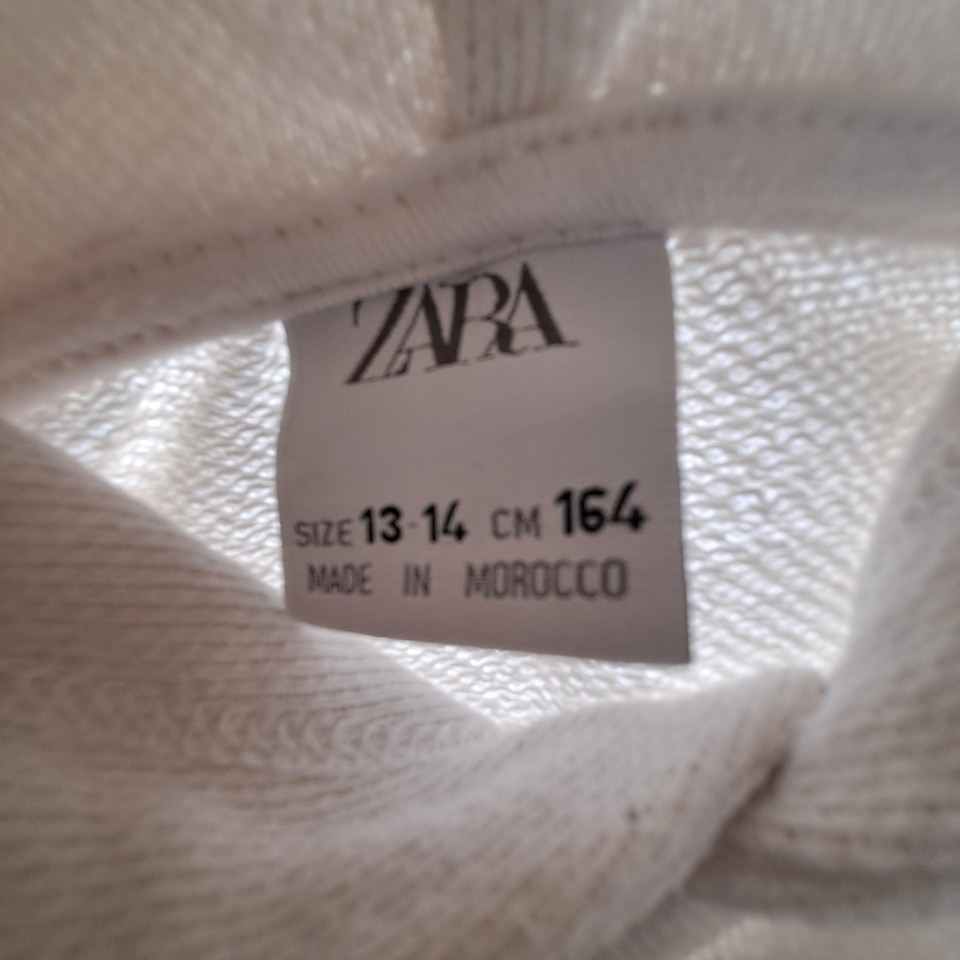 ZARA
SIZE 13-14 CM 164
MADE IN MOROCCO